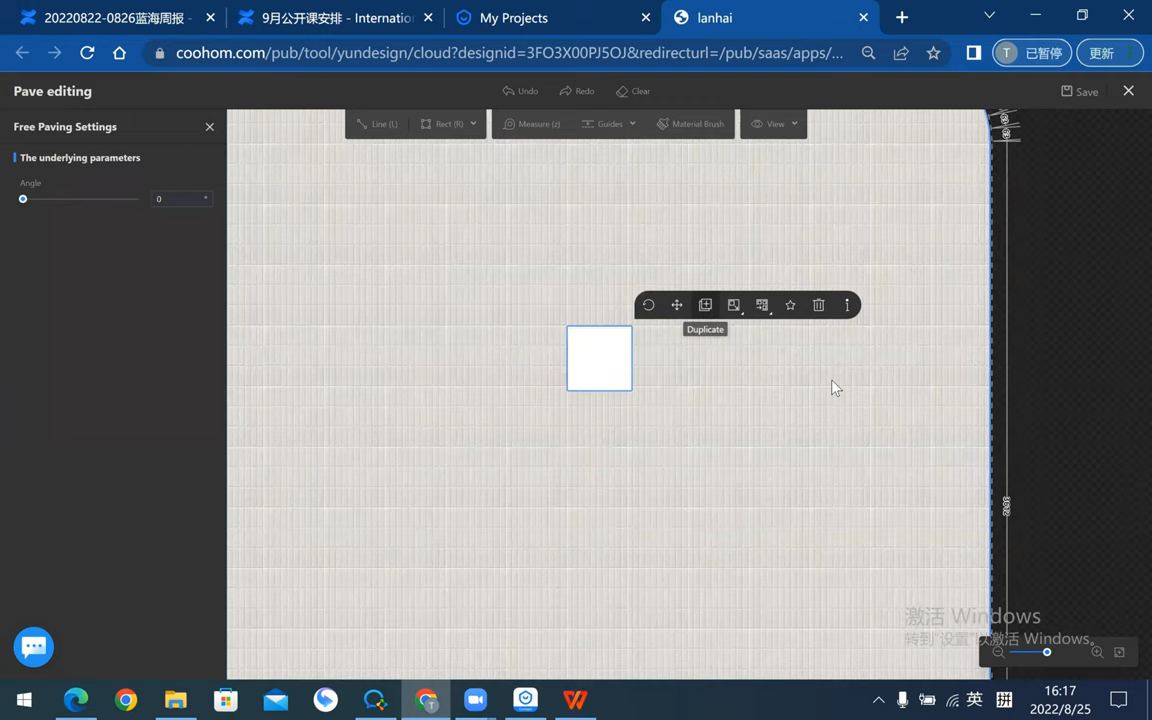 20220822-0826蓝海周报 -
9月公开课安排 - Internatio
My Projects
lanhai
coohom.com/pub/tool/yundesign/cloud?designid=3FO3X00PJ5OJ&redirecturl=/pub/saas/apps/...
T
已暂停
更新
Pave editing
Undo
Redo
Clear
Save
Free Paving Settings
Line (L)
Rect (R)
Measure (z)
Guides
Material Brush
View
The underlying parameters
Angle
0
°
Duplicate
激活 Windows
转到"设置"以激活 Windows。
英
拼
16:17
2022/8/25